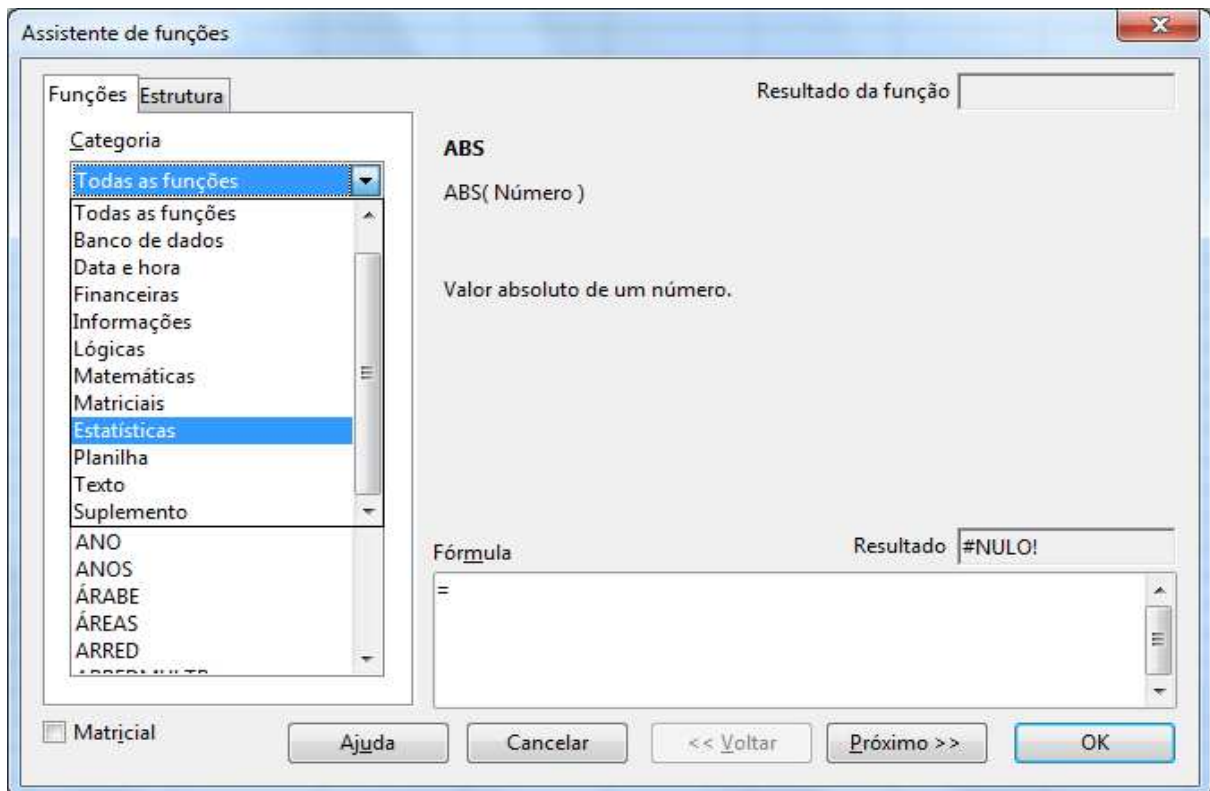 Assistente de funções
Funções
Estrutura
Resultado da função
Categoria
Todas as funções
Todas as funções
Banco de dados
Data e hora
Financeiras
Informações
Lógicas
Matemáticas
Matriciais
Estatísticas
Planilha
Texto
Suplemento
ANO
ANOS
ÁRABE
ÁREAS
ARRED
ABS
ABS( Número )
Valor absoluto de um número.
Fórmula
Resultado #NULO!
=
Matricial
Ajuda
Cancelar
<< Voltar
Próximo >>
OK